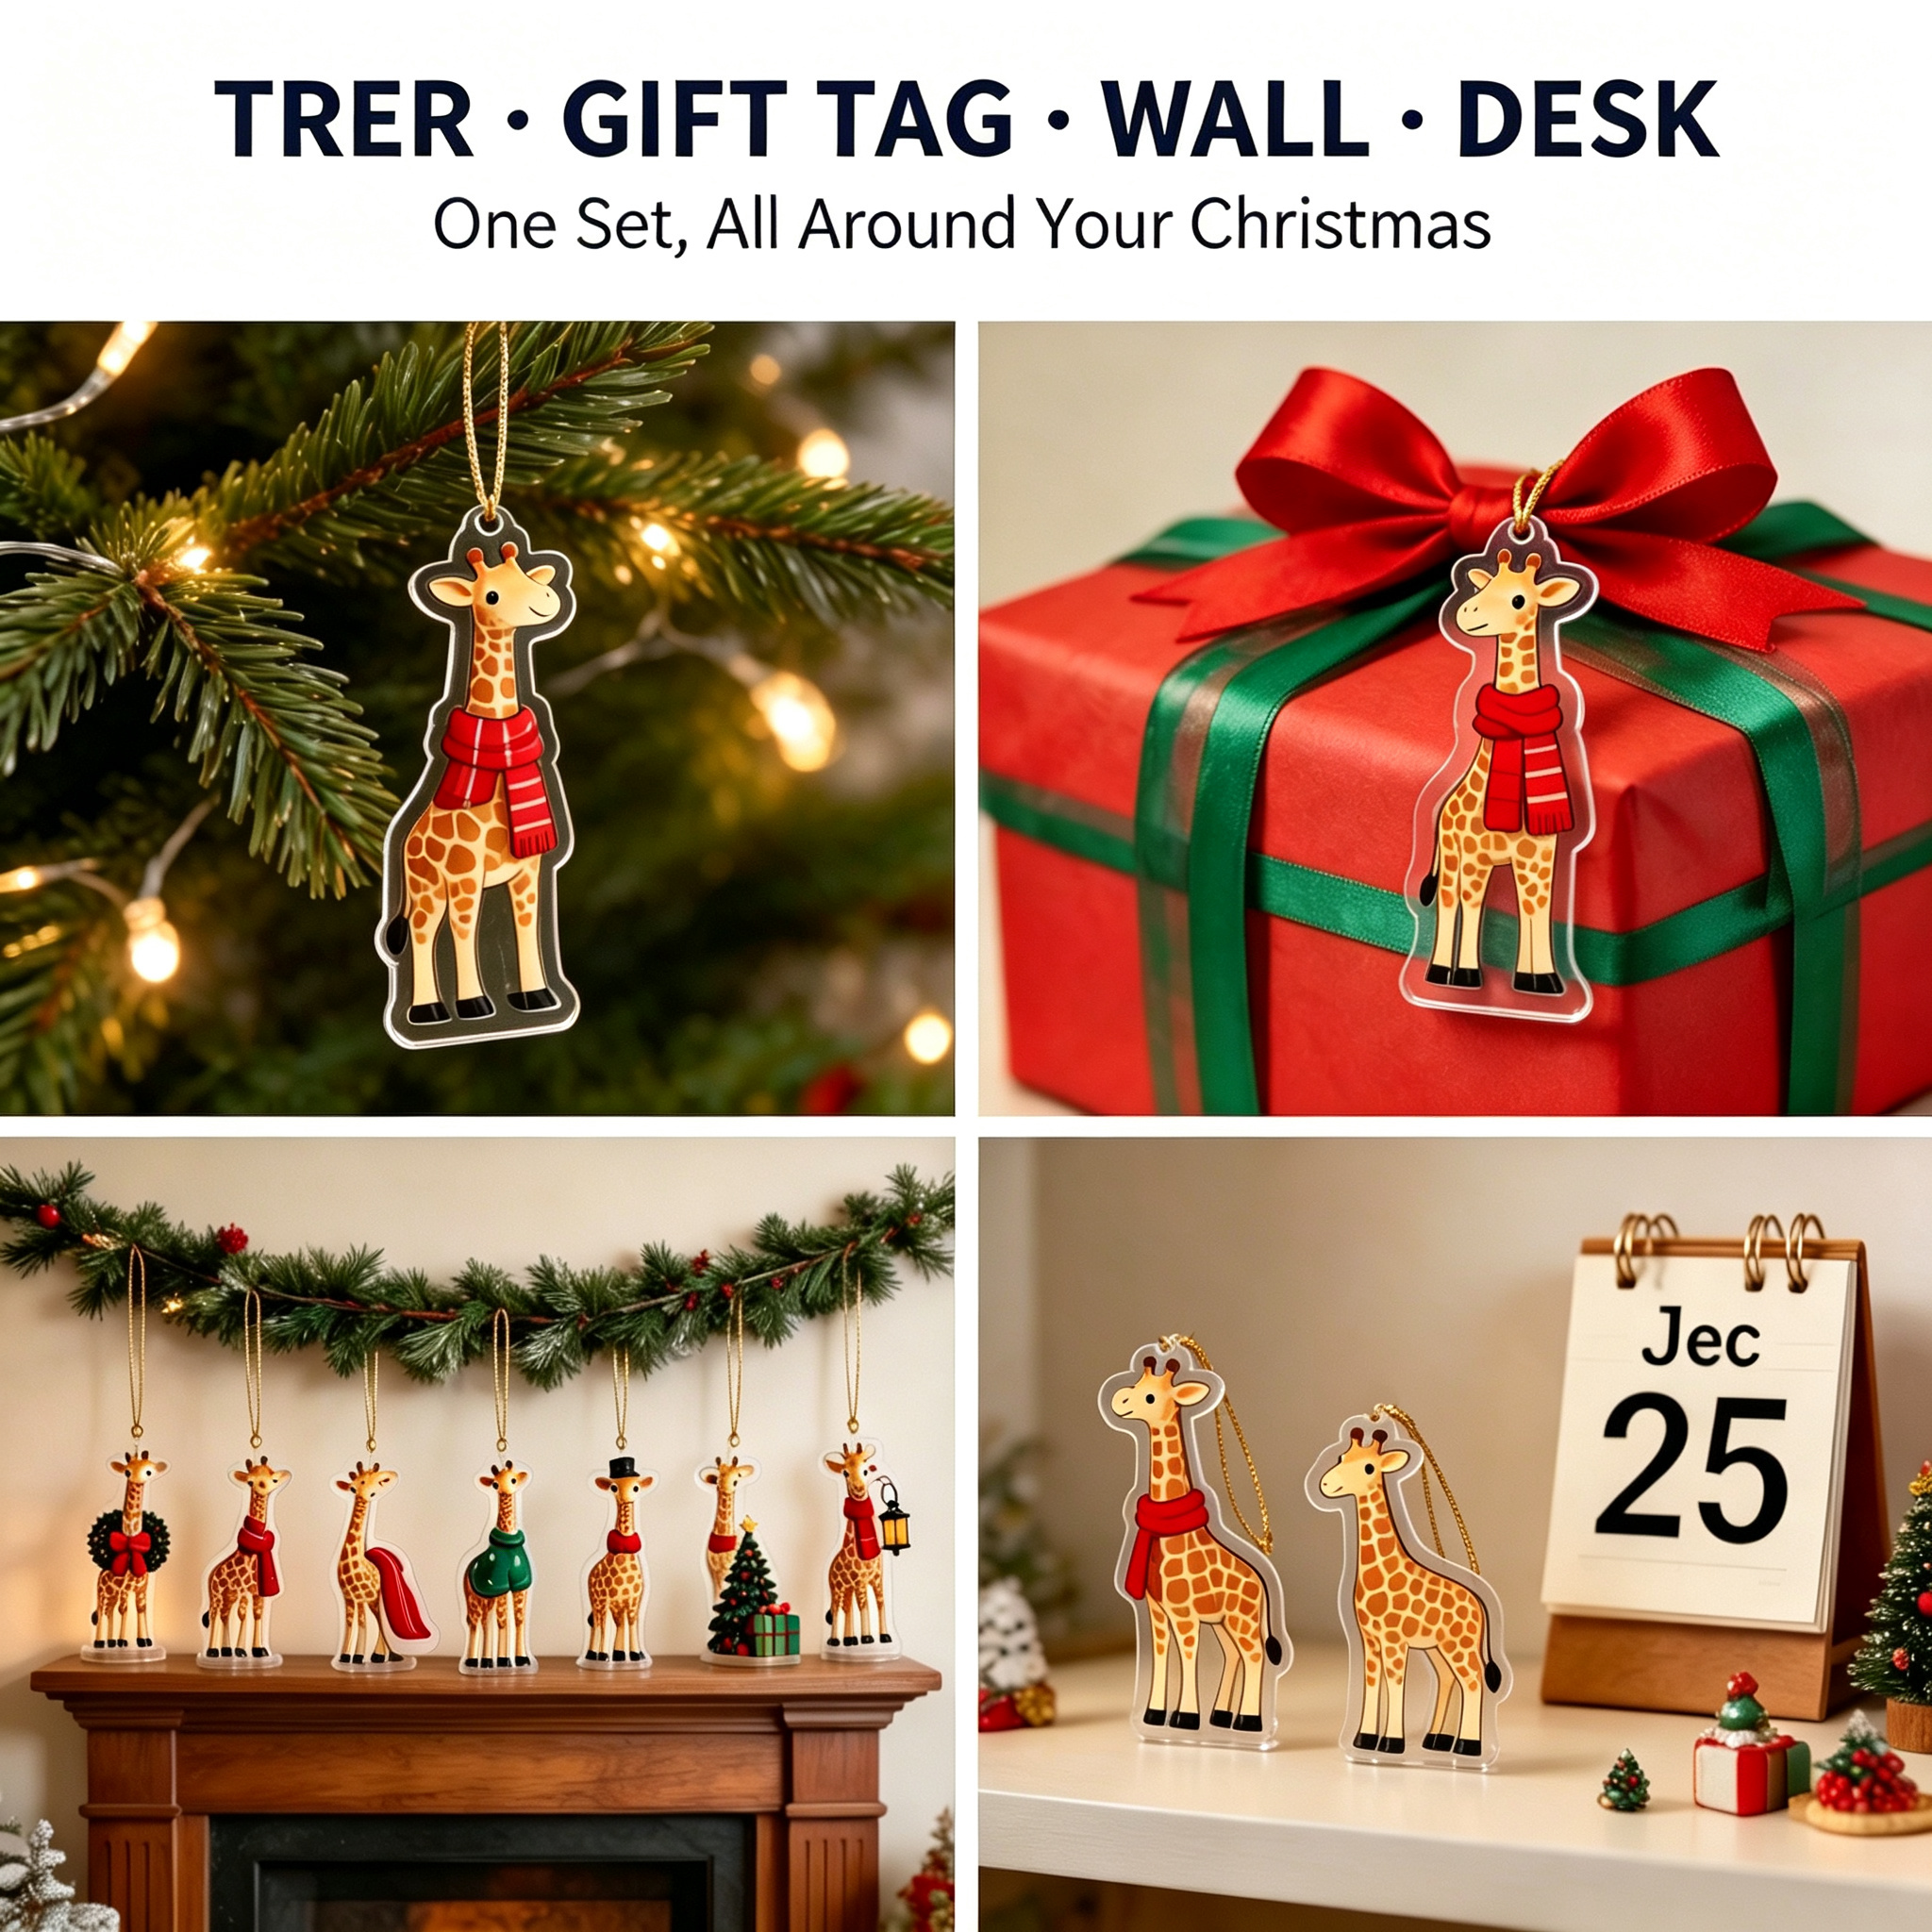 TRER · GIFT TAG · WALL · DESK
One Set, All Around Your Christmas
Jec
25